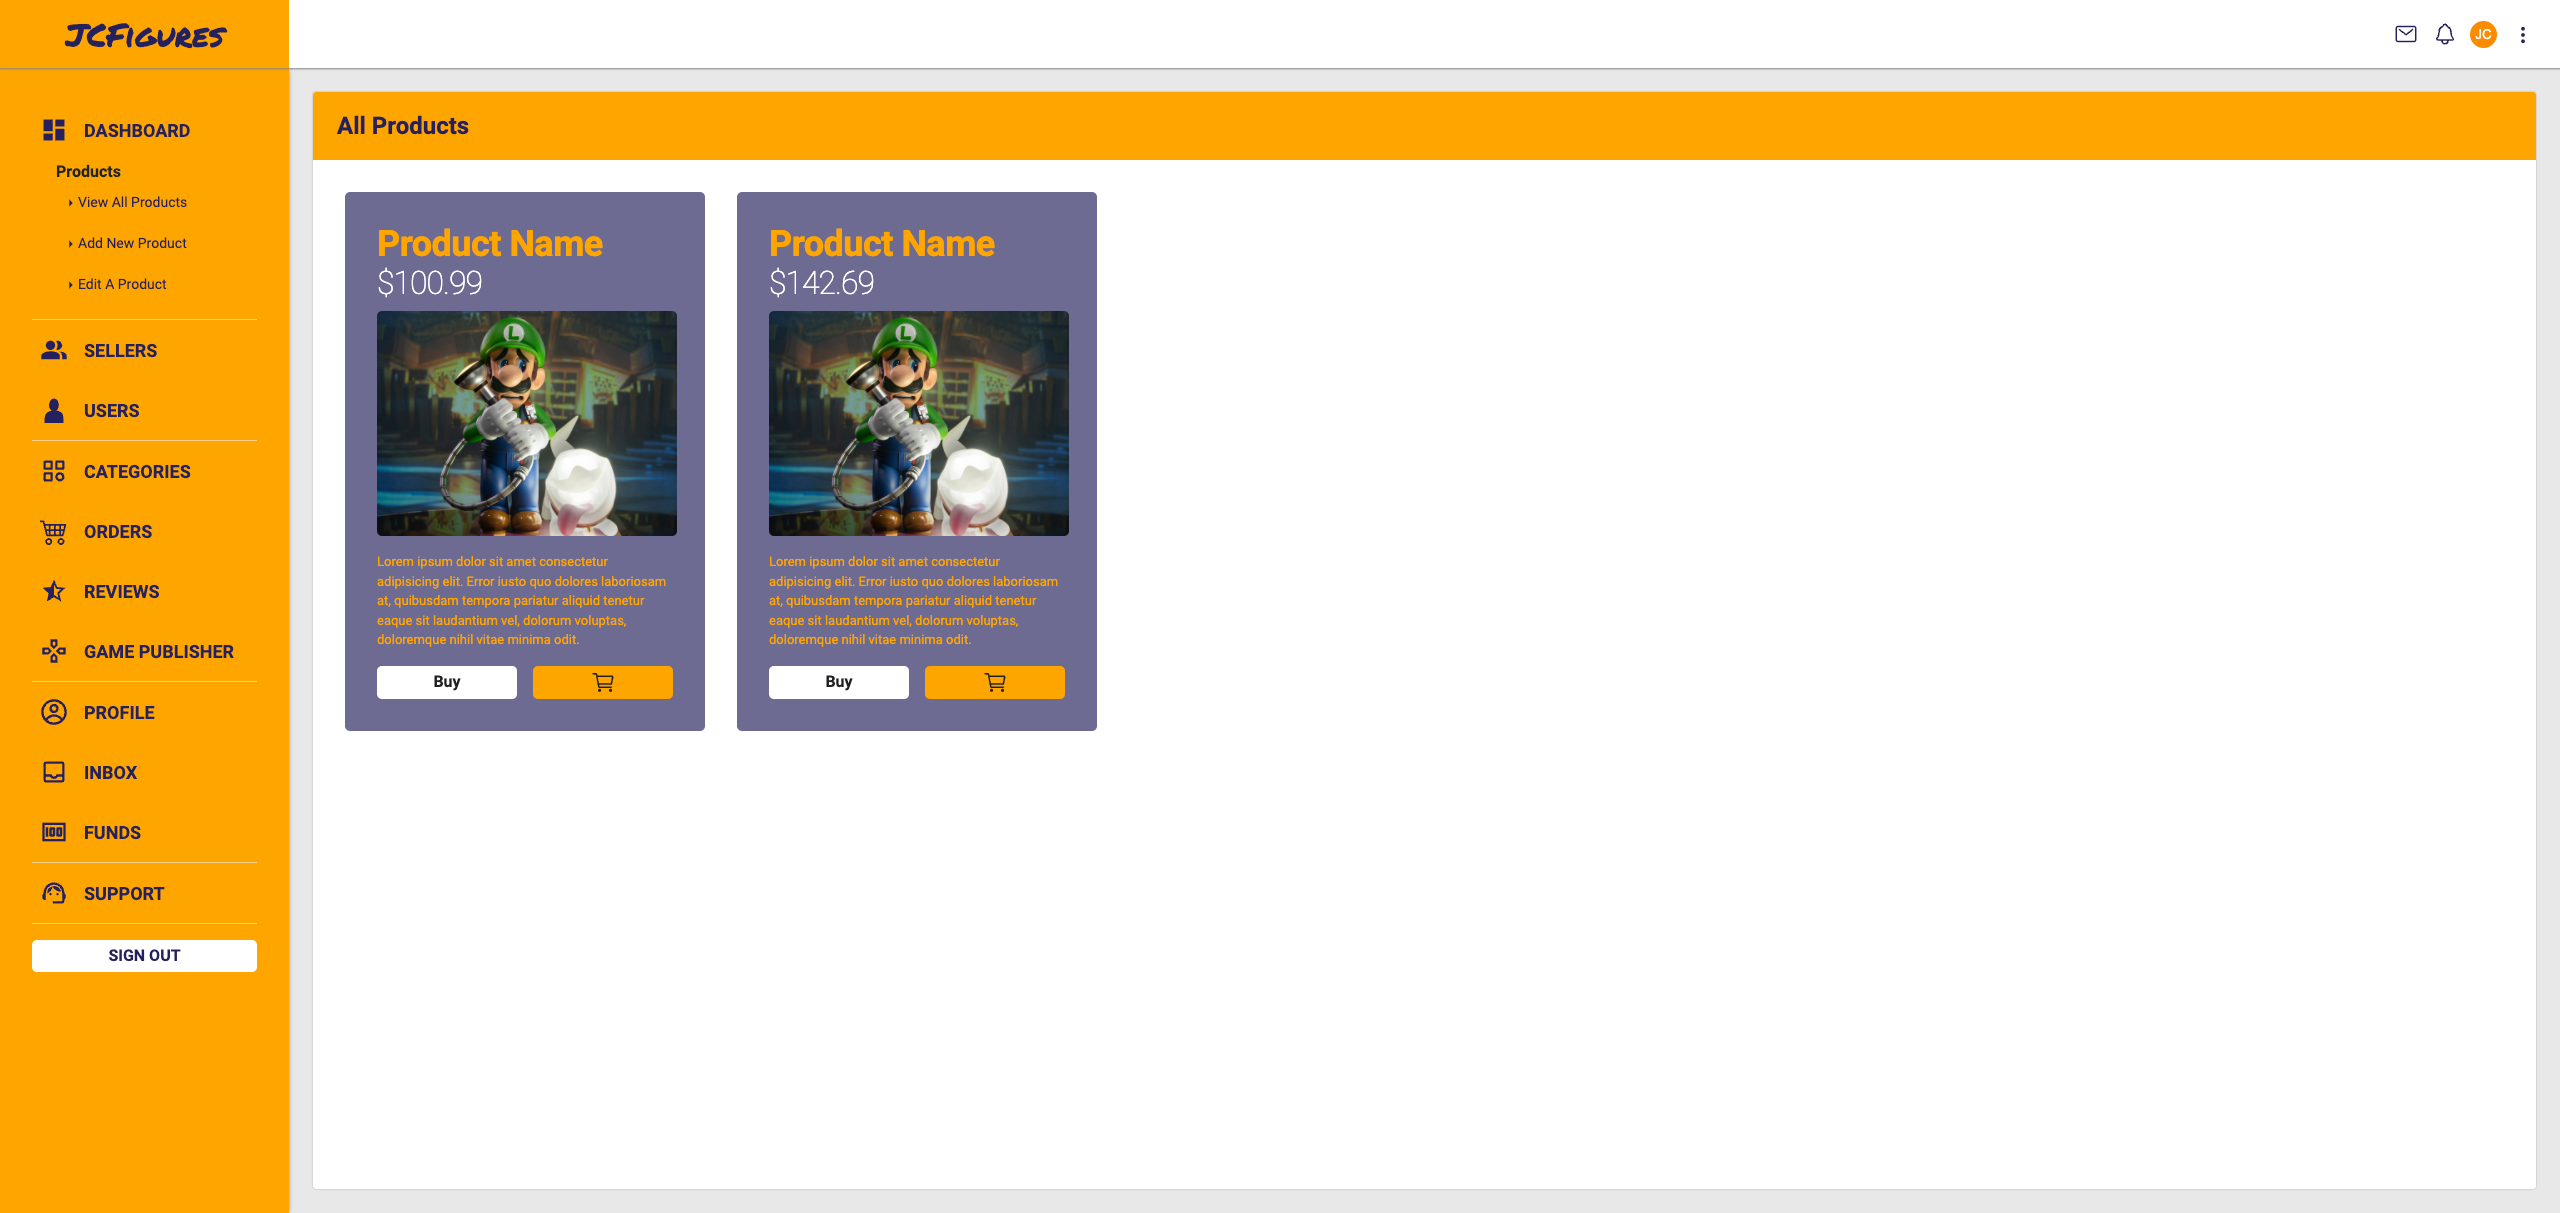 JCFigures
JC
DASHBOARD
Products
View All Products
Add New Product
Edit A Product
SELLERS
USERS
CATEGORIES
ORDERS
REVIEWS
GAME PUBLISHER
PROFILE
INBOX
100
FUNDS
SUPPORT
SIGN OUT
All Products
Product Name
$100.99
L
Lorem ipsum dolor sit amet consectetur
adipisicing elit. Error iusto quo dolores laboriosam
at, quibusdam tempora pariatur aliquid tenetur
eaque sit laudantium vel, dolorum voluptas,
doloremque nihil vitae minima odit.
Buy
Product Name
$142.69
L
Lorem ipsum dolor sit amet consectetur
adipisicing elit. Error iusto quo dolores laboriosam
at, quibusdam tempora pariatur aliquid tenetur
eaque sit laudantium vel, dolorum voluptas,
doloremque nihil vitae minima odit.
Buy